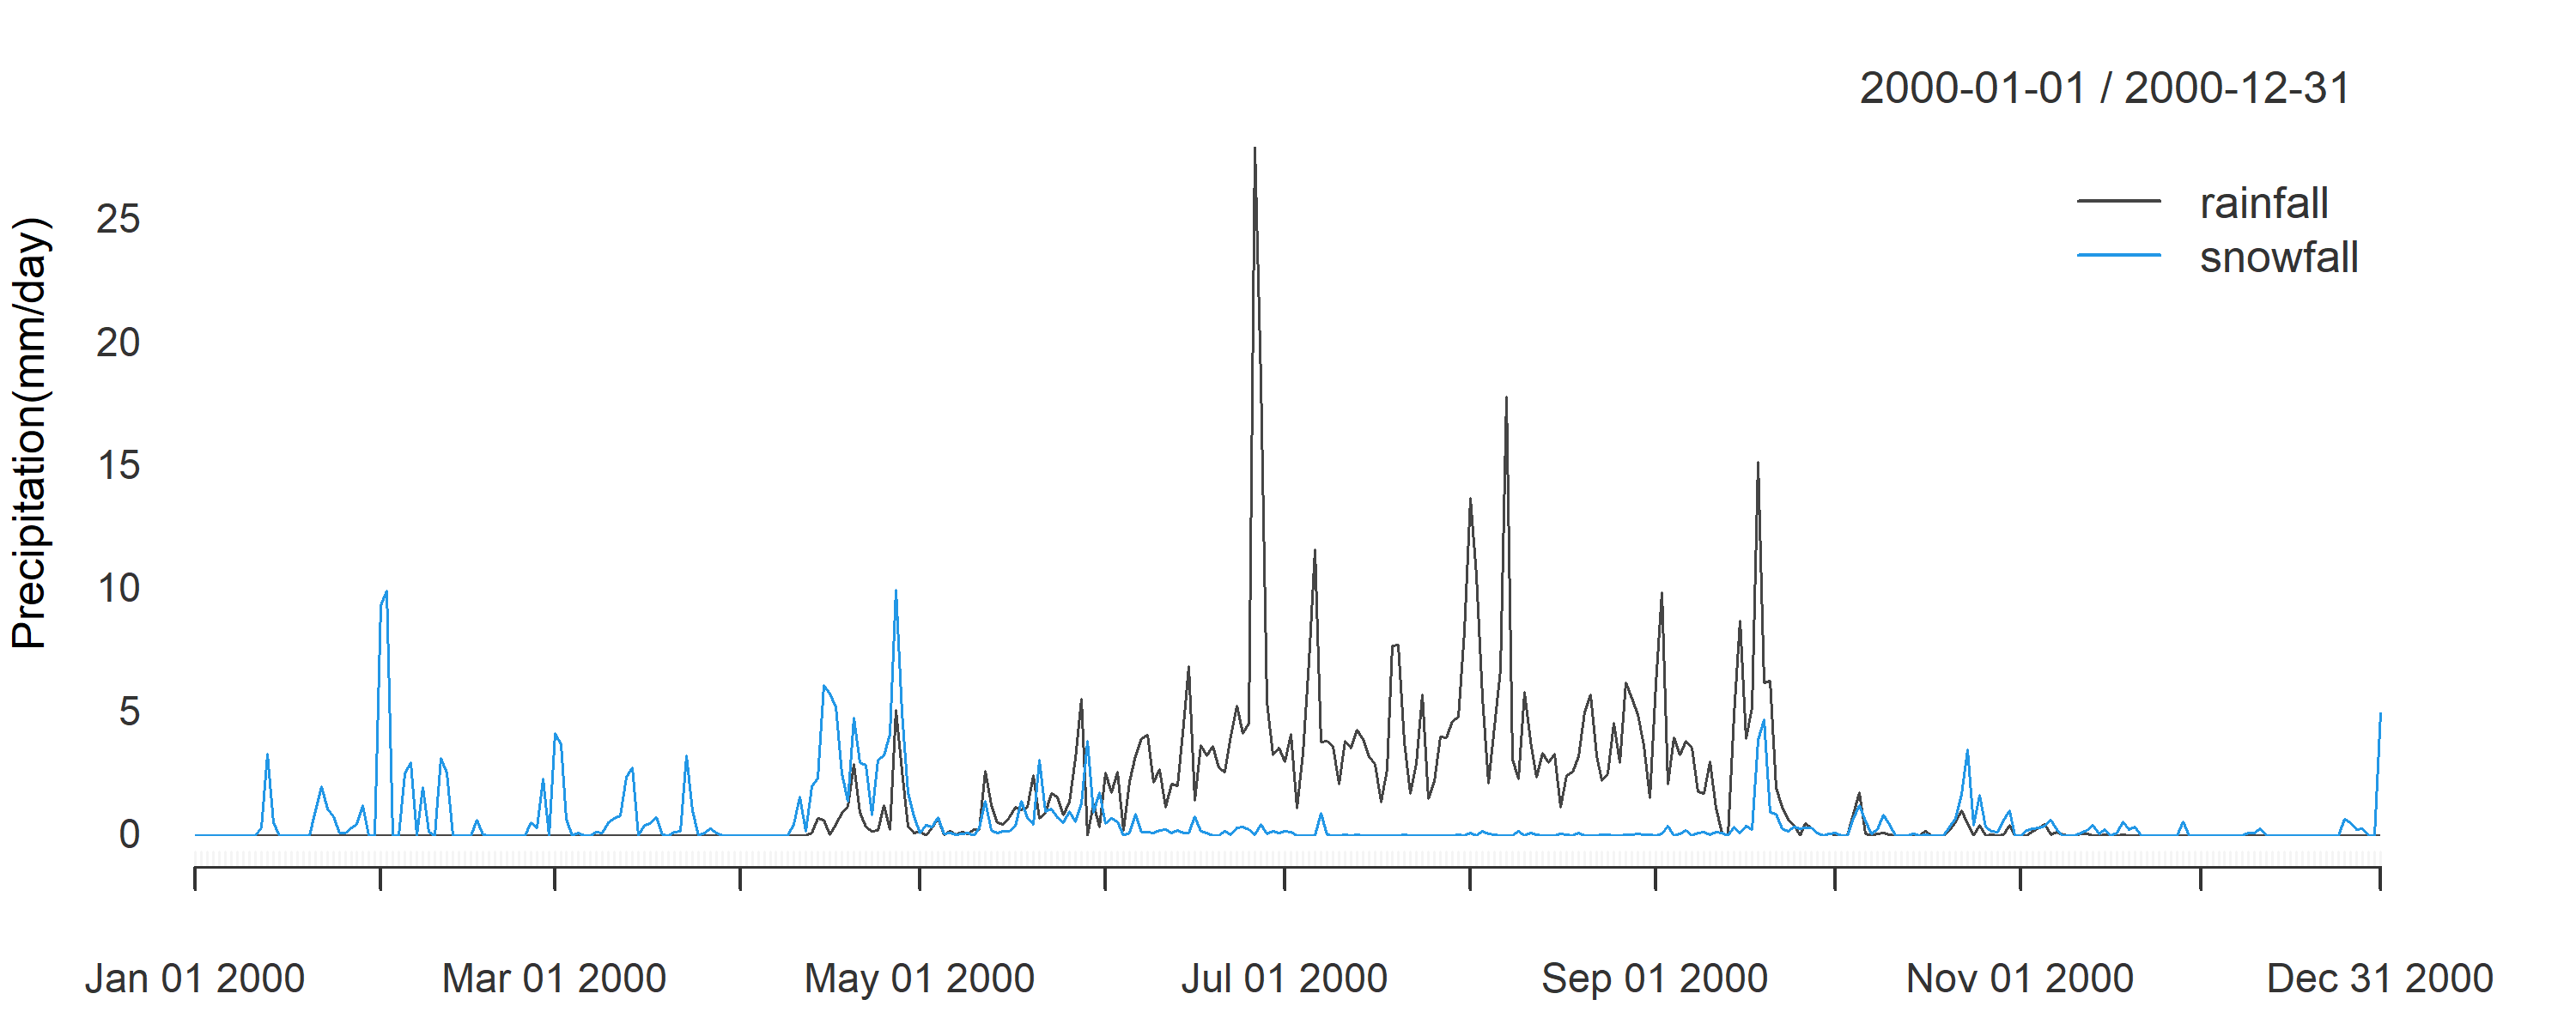 2000-01-01 / 2000-12-31
rainfall
snowfall
Precipitation(mm/day)
25
20
15
10
5
0
Jan 01 2000
Mar 01 2000
May 01 2000
Jul 01 2000
Sep 01 2000
Nov 01 2000
Dec 31 2000